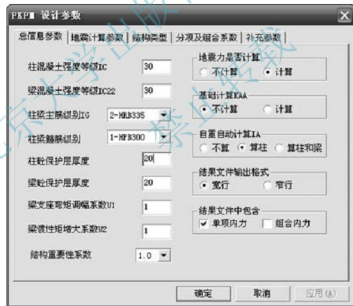 PKPM 设计参数
总信息参数 地震计算参数 结构类型 分项及组合系数 补充参数
柱混凝土强度等级IC 30
梁混凝土强度等级IC22 30
柱梁主筋级别IG 2-HRB335
柱梁箍筋级别 1-HPB300
柱砼保护层厚度 20
梁砼保护层厚度 20
梁支座弯矩调幅系数U1 1
梁惯性矩增大系数U2 1
结构重要性系数 1.0
地震力是否计算
不计算 计算
基础计算KAA
不计算 计算
自重自动计算IA
不算 算柱 算柱和梁
结果文件输出格式
宽行 窄行
结果文件中包含
单项内力 组合内力
确定 取消 应用(A)